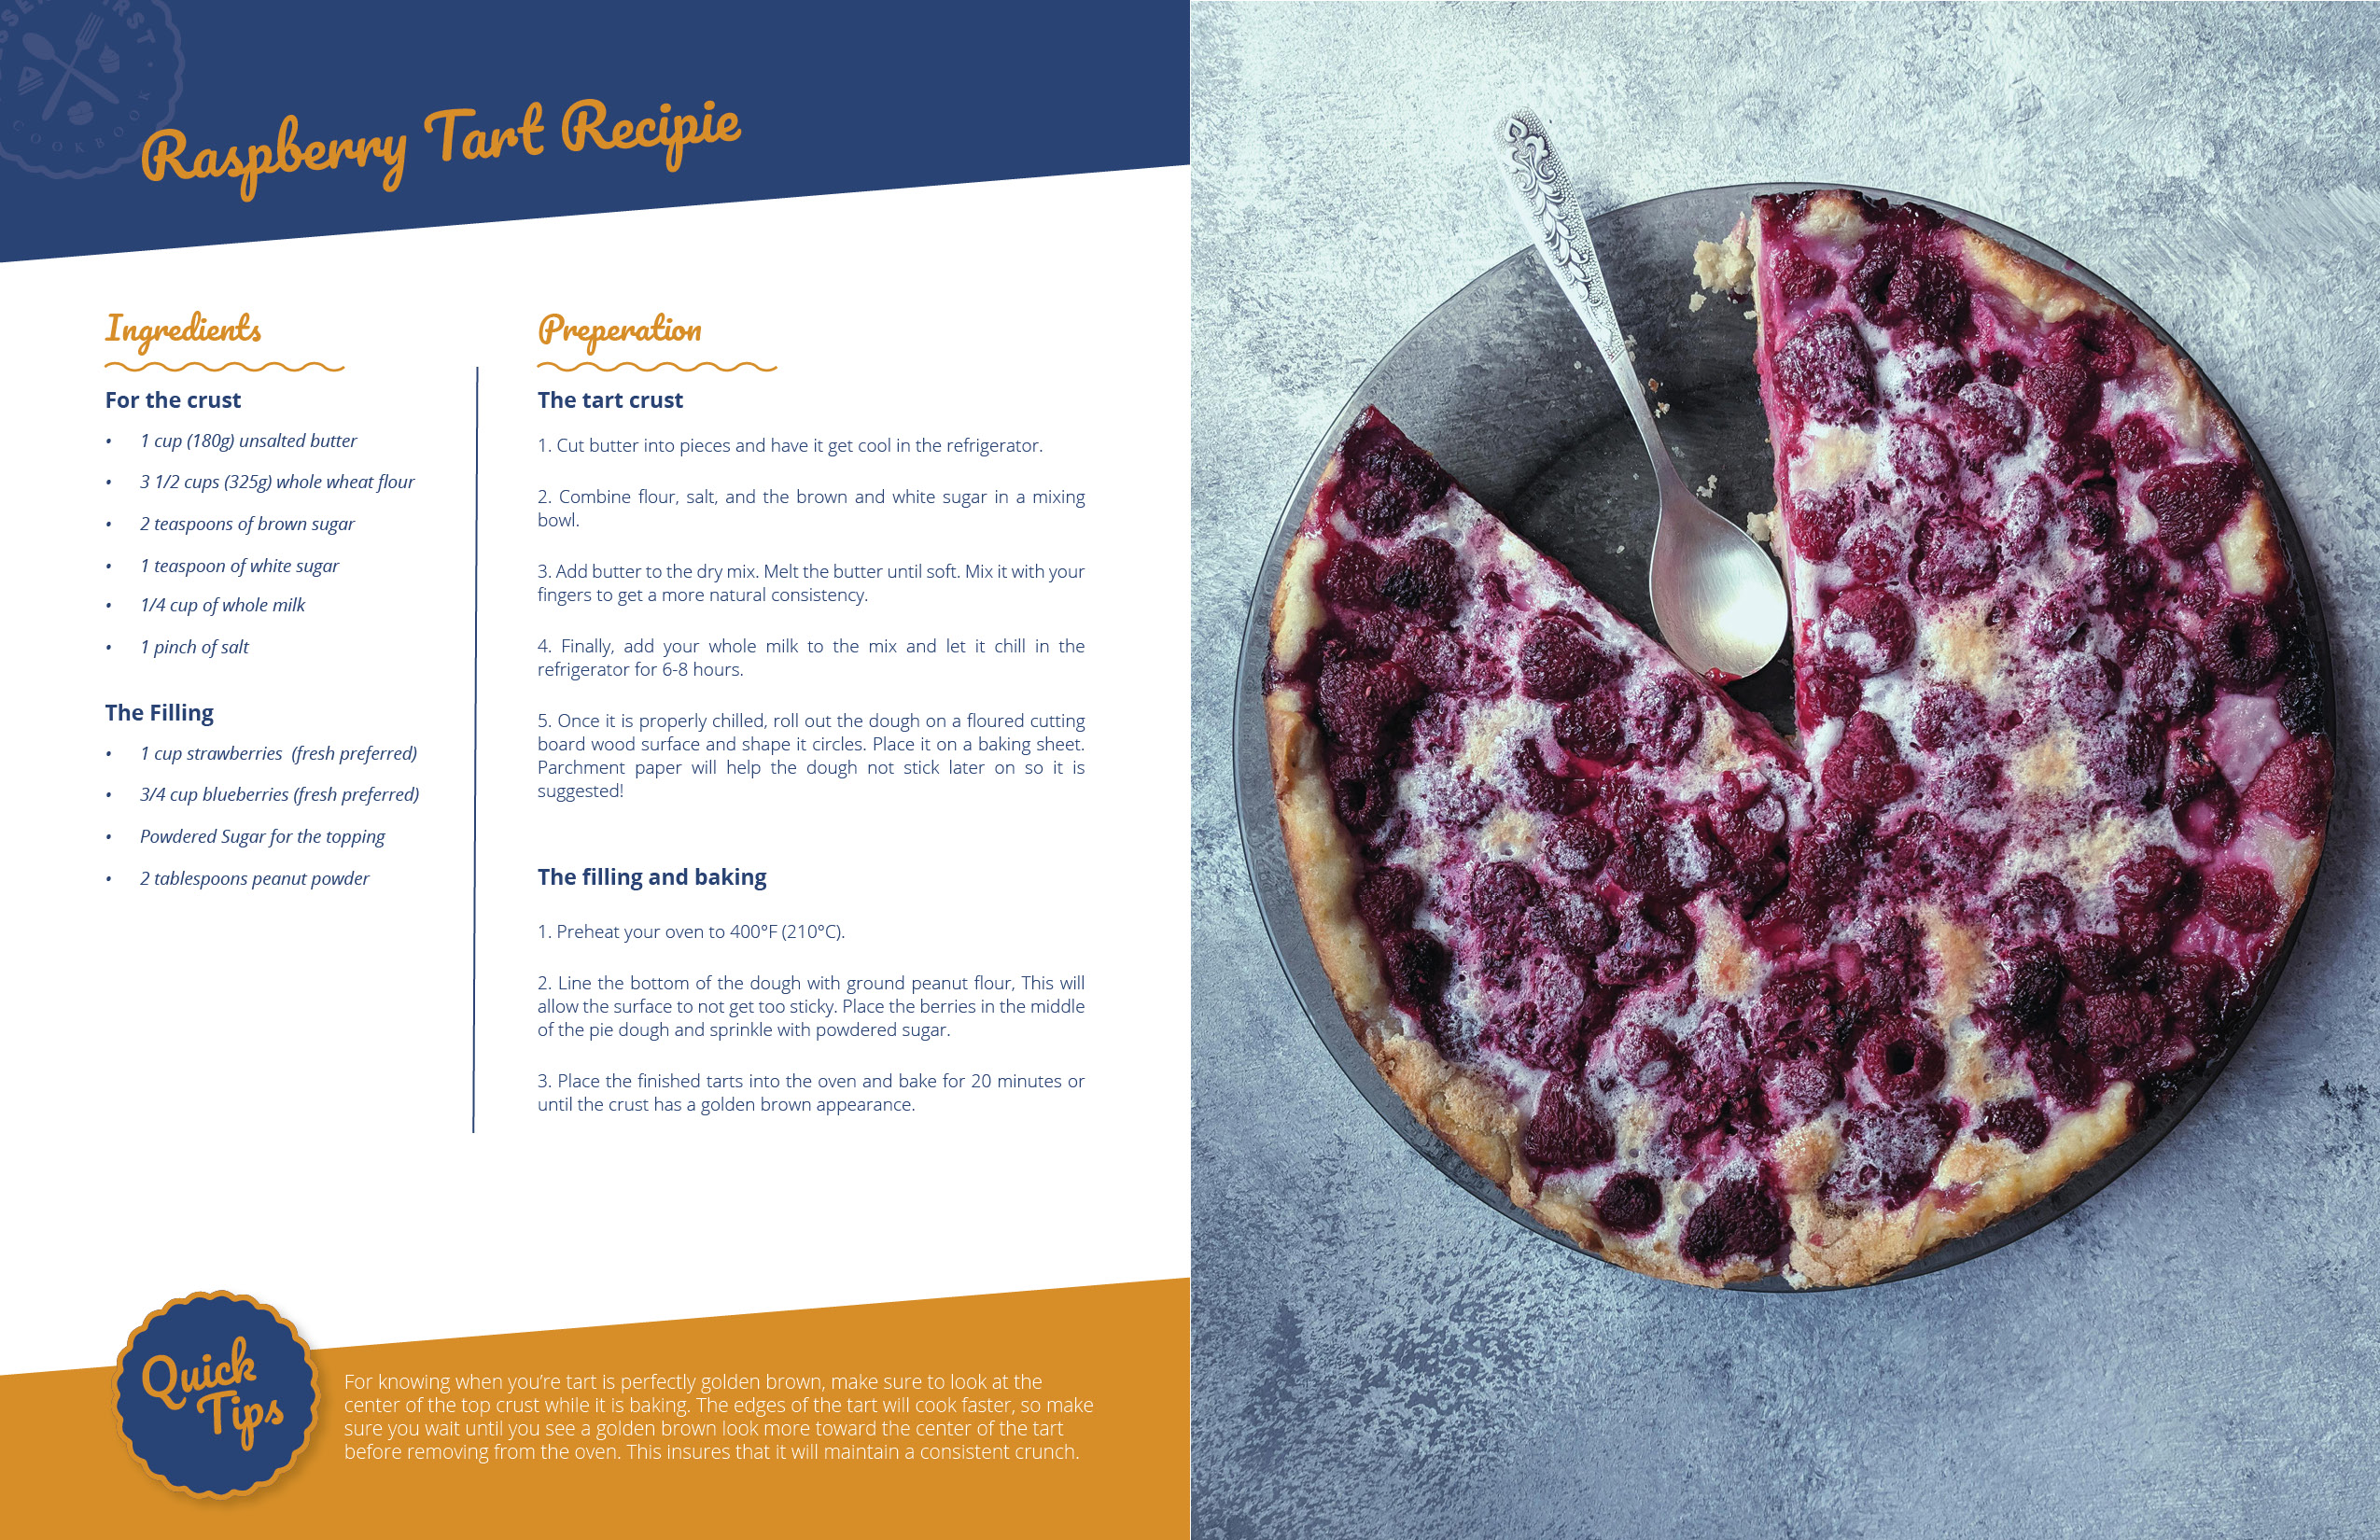 FIRST
COOKBOOK
Raspberry Tart Recipie
Ingredients
For the crust
• 1 cup (180g) unsalted butter
• 3 1/2 cups (325g) whole wheat flour
• 2 teaspoons of brown sugar
• 1 teaspoon of white sugar
• 1/4 cup of whole milk
• 1 pinch of salt
The Filling
• 1 cup strawberries (fresh preferred)
• 3/4 cup blueberries (fresh preferred)
• Powdered Sugar for the topping
• 2 tablespoons peanut powder
Preperation
The tart crust
1. Cut butter into pieces and have it get cool in the refrigerator.
2. Combine flour, salt, and the brown and white sugar in a mixing
bowl.
3. Add butter to the dry mix. Melt the butter until soft. Mix it with your
fingers to get a more natural consistency.
4. Finally, add your whole milk to the mix and let it chill in the
refrigerator for 6-8 hours.
5. Once it is properly chilled, roll out the dough on a floured cutting
board wood surface and shape it circles. Place it on a baking sheet.
Parchment paper will help the dough not stick later on so it is
suggested!
The filling and baking
1. Preheat your oven to 400°F (210°C).
2. Line the bottom of the dough with ground peanut flour, This will
allow the surface to not get too sticky. Place the berries in the middle
of the pie dough and sprinkle with powdered sugar.
3. Place the finished tarts into the oven and bake for 20 minutes or
until the crust has a golden brown appearance.
Quick
Tips
For knowing when you’re tart is perfectly golden brown, make sure to look at the
center of the top crust while it is baking. The edges of the tart will cook faster, so make
sure you wait until you see a golden brown look more toward the center of the tart
before removing from the oven. This insures that it will maintain a consistent crunch.